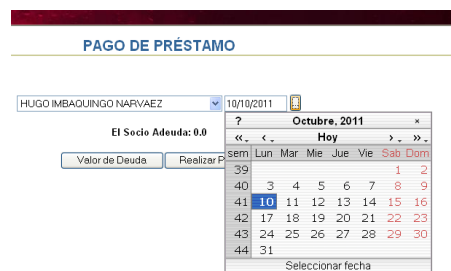 PAGO DE PRÉSTAMO
HUGO IMBAQUINGO NARVAEZ 10/10/2011
? Octubre, 2011 ×
El Socio Adeuda: 0.0
«. ‹. Hoy ›. ».
Valor de Deuda Realizar P
sem Lun Mar Mie Jue Vie Sab Dom
39 1 2
40 3 4 5 6 7 8 9
41 10 11 12 13 14 15 16
42 17 18 19 20 21 22 23
43 24 25 26 27 28 29 30
44 31
Seleccionar fecha